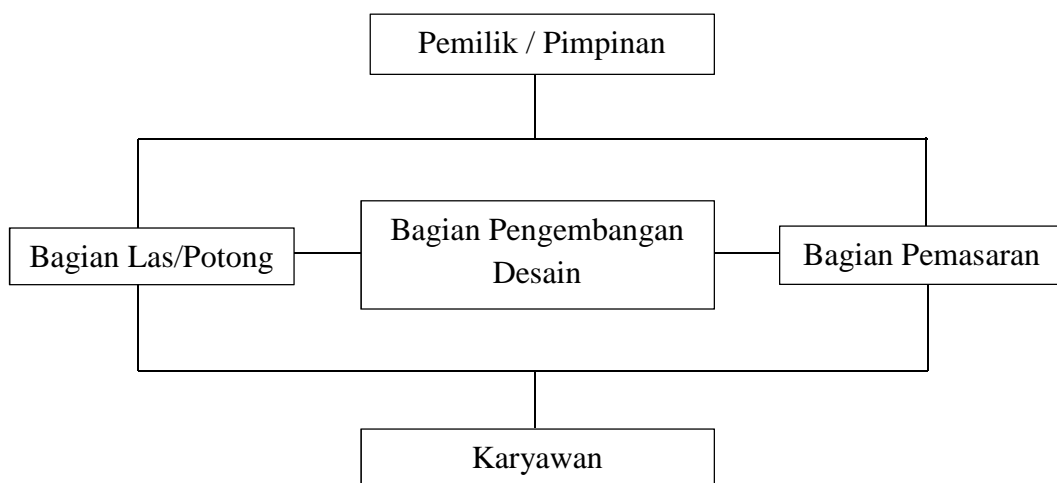 Pemilik / Pimpinan
Bagian Las/Potong
Bagian Pengembangan
Desain
Bagian Pemasaran
Karyawan